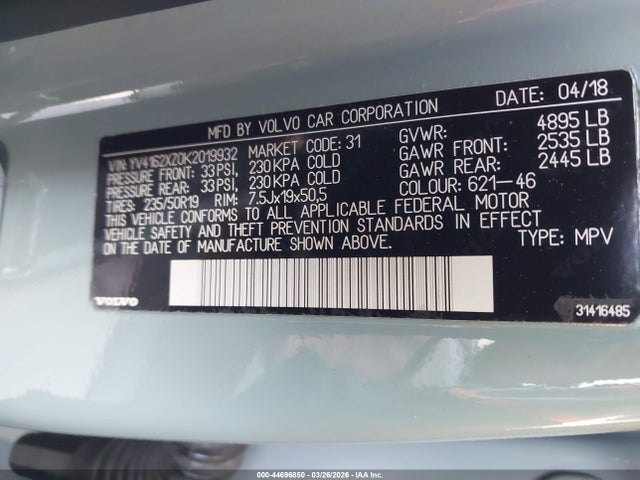 MFD BY VOLVO CAR CORPORATION DATE: 04/18
VIN: YV4162XZ0K2019932 MARKET CODE: 31 GVWR: 4895 LB
PRESSURE FRONT: 33 PSI, 230 KPA COLD GAWR FRONT: 2535 LB
PRESSURE REAR: 33 PSI, 230 KPA COLD GAWR REAR: 2445 LB
TIRES: 235/50R19 RIM: 7.5Jx19x50,5 COLOUR: 621-46
THIS VEHICLE CONFORMS TO ALL APPLICABLE FEDERAL MOTOR
VEHICLE SAFETY AND THEFT PREVENTION STANDARDS IN EFFECT
ON THE DATE OF MANUFACTURE SHOWN ABOVE. TYPE: MPV
VOLVO 31416485
000-44696850 | 03/26/2026 - IAA Inc.